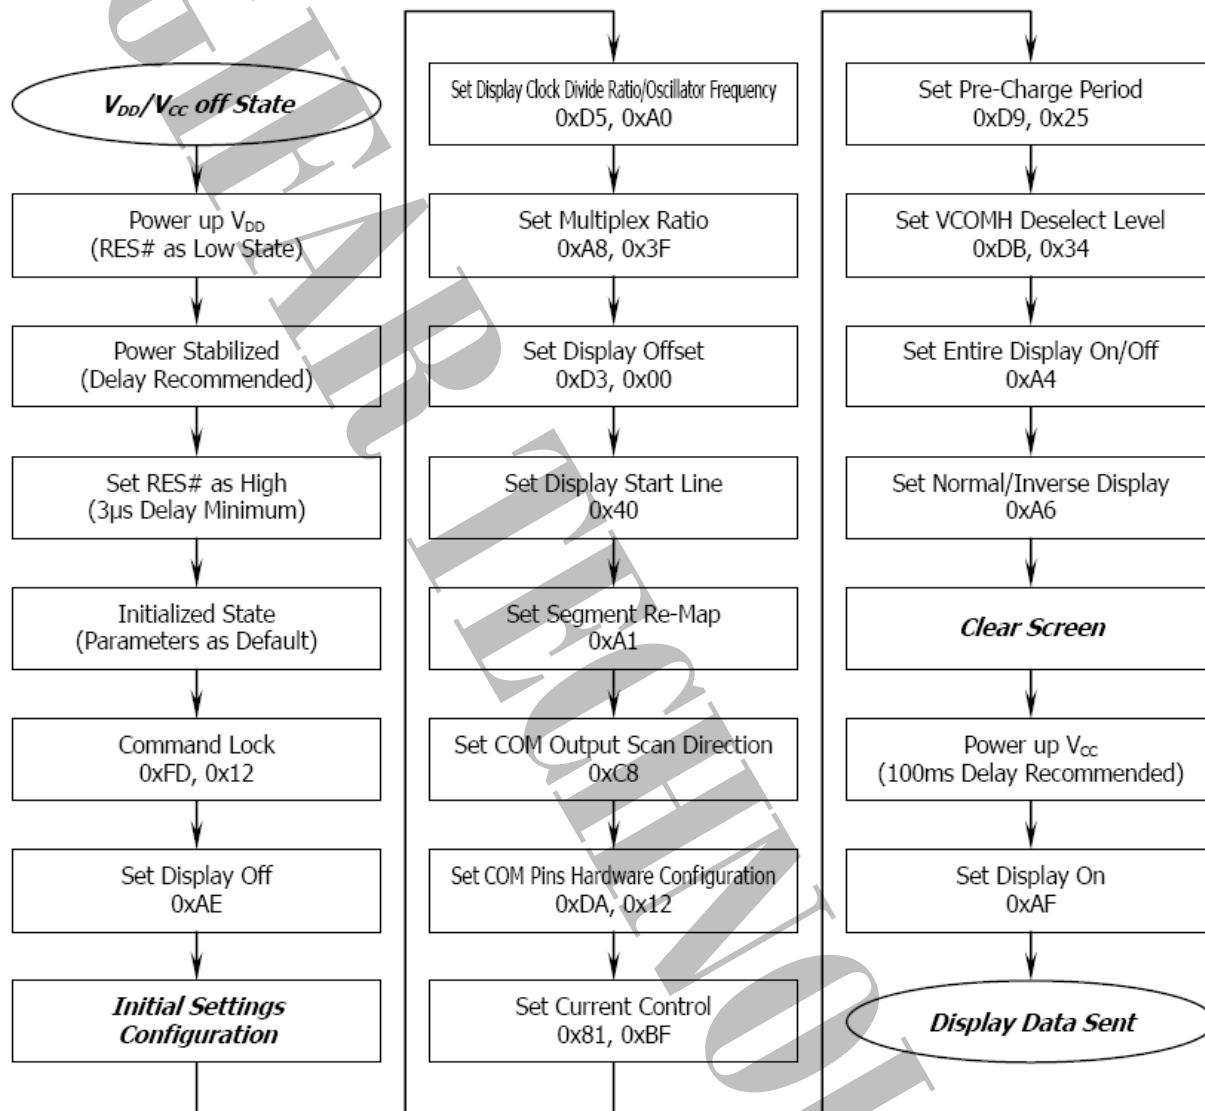 V_DD/V_CC off State
Power up V_DD
(RES# as Low State)
Power Stabilized
(Delay Recommended)
Set RES# as High
(3μs Delay Minimum)
Initialized State
(Parameters as Default)
Command Lock
0xFD, 0x12
Set Display Off
0xAE
Initial Settings
Configuration
Set Display Clock Divide Ratio/Oscillator Frequency
0xD5, 0xA0
Set Multiplex Ratio
0xA8, 0x3F
Set Display Offset
0xD3, 0x00
Set Display Start Line
0x40
Set Segment Re-Map
0xA1
Set COM Output Scan Direction
0xC8
Set COM Pins Hardware Configuration
0xDA, 0x12
Set Current Control
0x81, 0xBF
Set Pre-Charge Period
0xD9, 0x25
Set VCOMH Deselect Level
0xDB, 0x34
Set Entire Display On/Off
0xA4
Set Normal/Inverse Display
0xA6
Clear Screen
Power up V_CC
(100ms Delay Recommended)
Set Display On
0xAF
Display Data Sent